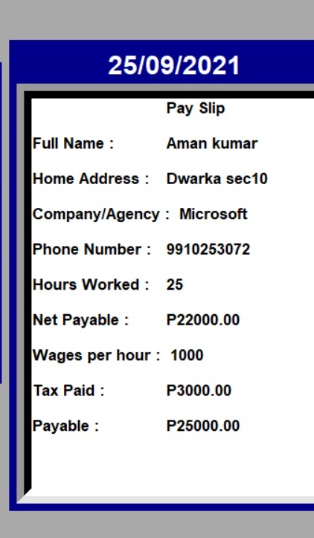 25/09/2021
Pay Slip
Full Name : Aman kumar
Home Address : Dwarka sec10
Company/Agency : Microsoft
Phone Number : 9910253072
Hours Worked : 25
Net Payable : P22000.00
Wages per hour : 1000
Tax Paid : P3000.00
Payable : P25000.00